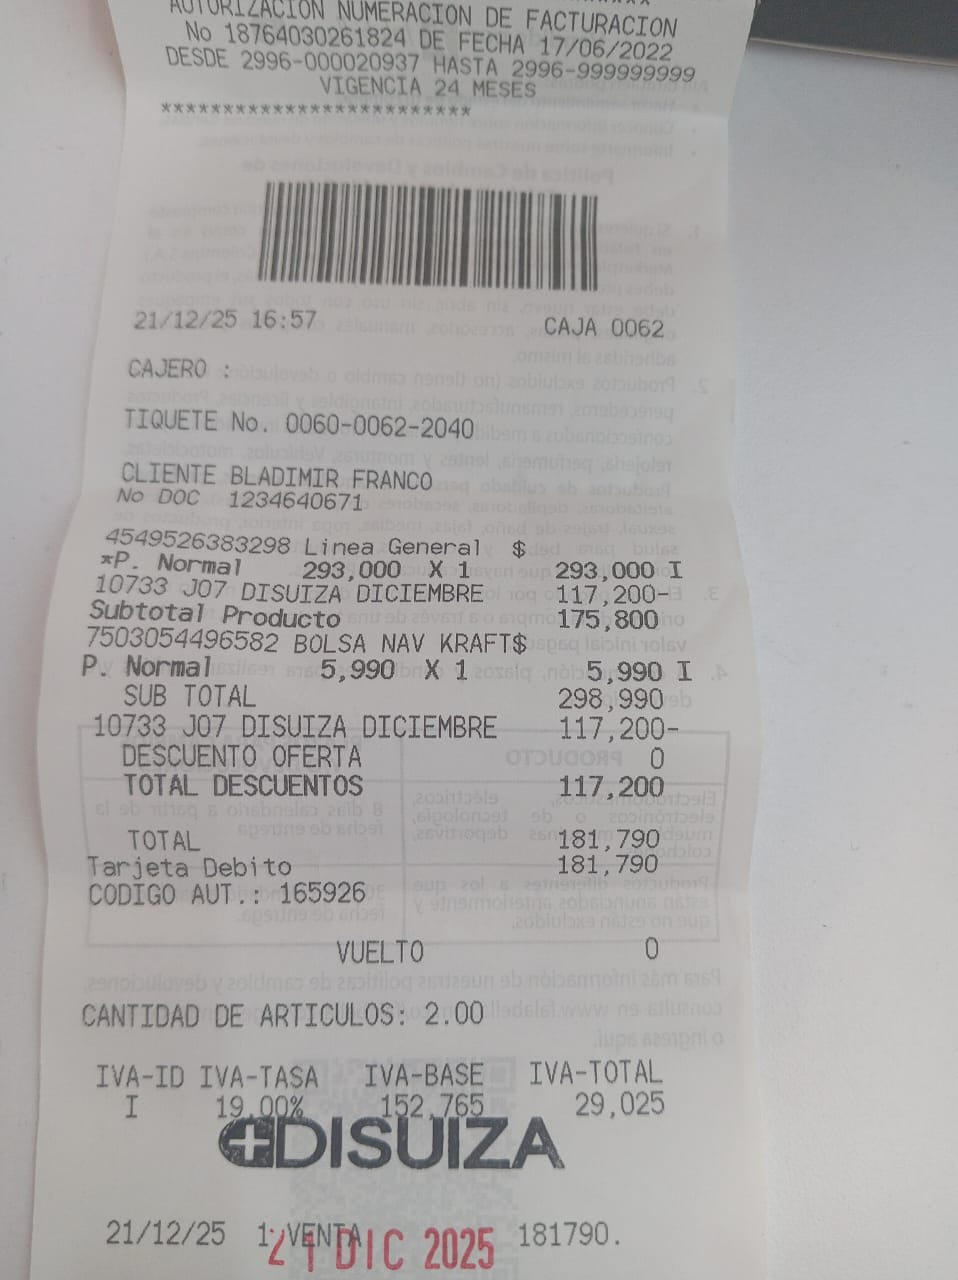 AUTORIZACION NUMERACION DE FACTURACION
No 18764030261824 DE FECHA 17/06/2022
DESDE 2996-000020937 HASTA 2996-999999999
VIGENCIA 24 MESES
************************
21/12/25 16:57 CAJA 0062
CAJERO :
TIQUETE No. 0060-0062-2040
CLIENTE BLADIMIR FRANCO
No DOC 1234640671
4549526383298 Linea General $
*P. Normal 293,000 X 1 293,000 I
10733 J07 DISUIZA DICIEMBRE 117,200-
Subtotal Producto 175,800
7503054496582 BOLSA NAV KRAFT$
P. Normal 5,990 X 1 5,990 I
SUB TOTAL 298,990
10733 J07 DISUIZA DICIEMBRE 117,200-
DESCUENTO OFERTA 0
TOTAL DESCUENTOS 117,200
TOTAL 181,790
Tarjeta Debito 181,790
CODIGO AUT.: 165926
VUELTO 0
CANTIDAD DE ARTICULOS: 2.00
IVA-ID IVA-TASA IVA-BASE IVA-TOTAL
I 19,00% 152,765 29,025
DISUIZA
21/12/25 VENTA 181790.
21 DIC 2025